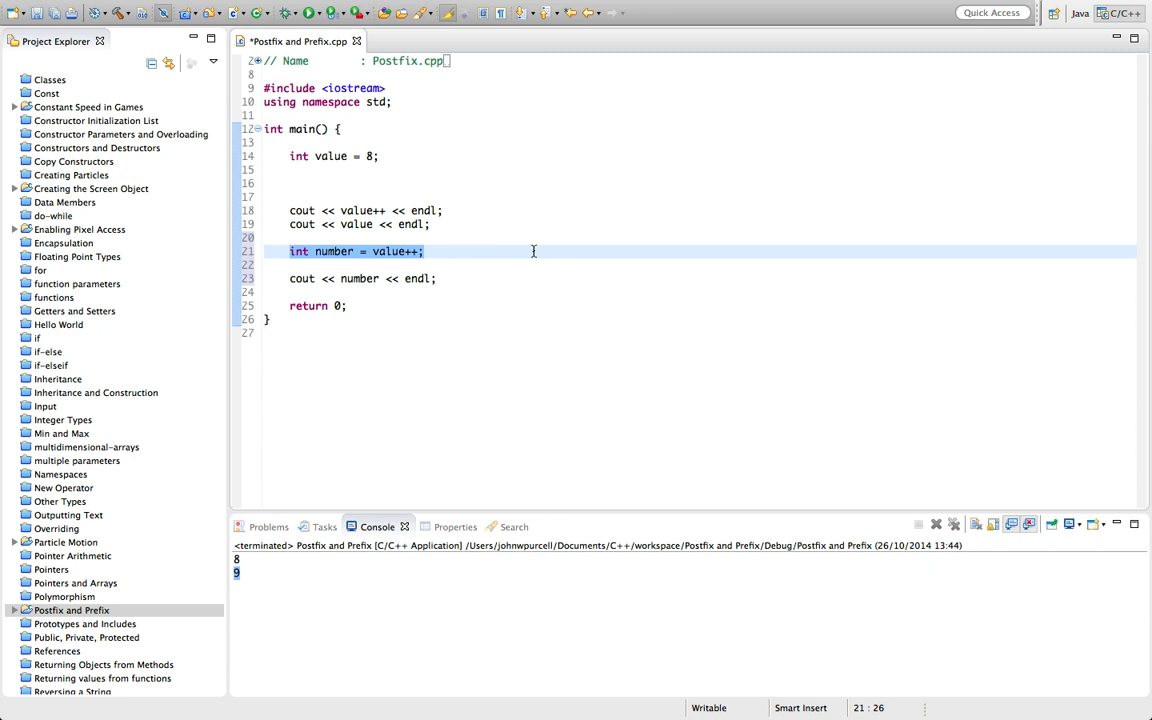 Quick Access
Java
C/C++
Project Explorer
Classes
Const
Constant Speed in Games
Constructor Initialization List
Constructor Parameters and Overloading
Constructors and Destructors
Copy Constructors
Creating Particles
Creating the Screen Object
Data Members
do-while
Enabling Pixel Access
Encapsulation
Floating Point Types
for
function parameters
functions
Getters and Setters
Hello World
if
if-else
if-elseif
Inheritance
Inheritance and Construction
Input
Integer Types
Min and Max
multidimensional-arrays
multiple parameters
Namespaces
New Operator
Other Types
Outputting Text
Overriding
Particle Motion
Pointer Arithmetic
Pointers
Pointers and Arrays
Polymorphism
Postfix and Prefix
Prototypes and Includes
Public, Private, Protected
References
Returning Objects from Methods
Returning values from functions
Reversing a String
*Postfix and Prefix.cpp
2 // Name : Postfix.cpp
8
9 #include <iostream>
10 using namespace std;
11
12 int main() {
13
14 int value = 8;
15
16
17
18 cout << value++ << endl;
19 cout << value << endl;
20
21 int number = value++;
22
23 cout << number << endl;
24
25 return 0;
26 }
27
Problems Tasks Console Properties Search
<terminated> Postfix and Prefix [C/C++ Application] /Users/johnwpurcell/Documents/C++/workspace/Postfix and Prefix/Debug/Postfix and Prefix (26/10/2014 13:44)
8
9
Writable Smart Insert 21 : 26